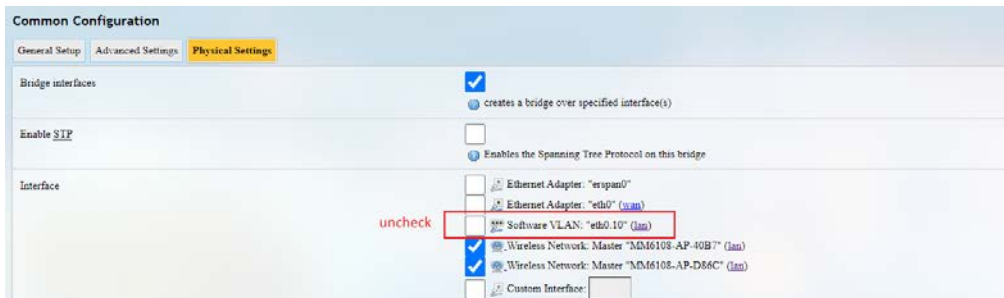 Common Configuration
General Setup Advanced Settings Physical Settings
Bridge interfaces
creates a bridge over specified interface(s)
Enable STP
Enables the Spanning Tree Protocol on this bridge
Interface
Ethernet Adapter: "erspan0"
Ethernet Adapter: "eth0" (wan)
uncheck
Software VLAN: "eth0.10" (lan)
Wireless Network: Master "MM6108-AP-40B7" (lan)
Wireless Network: Master "MM6108-AP-D86C" (lan)
Custom Interface: